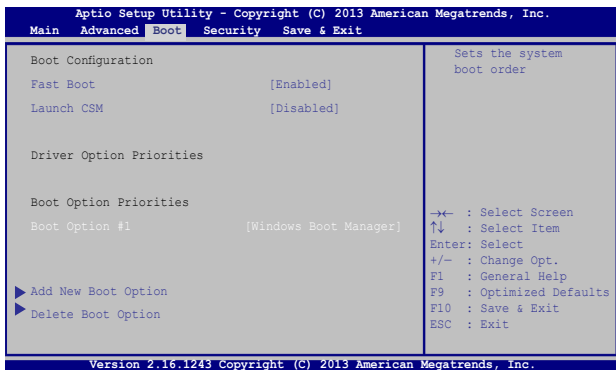 Aptio Setup Utility - Copyright (C) 2013 American Megatrends, Inc.
Main Advanced Boot Security Save & Exit
Boot Configuration
Fast Boot [Enabled]
Launch CSM [Disabled]
Driver Option Priorities
Boot Option Priorities
Boot Option #1 [Windows Boot Manager]
Add New Boot Option
Delete Boot Option
Sets the system
boot order
→← : Select Screen
↑↓ : Select Item
Enter: Select
+/— : Change Opt.
F1 : General Help
F9 : Optimized Defaults
F10 : Save & Exit
ESC : Exit
Version 2.16.1243 Copyright (C) 2013 American Megatrends, Inc.